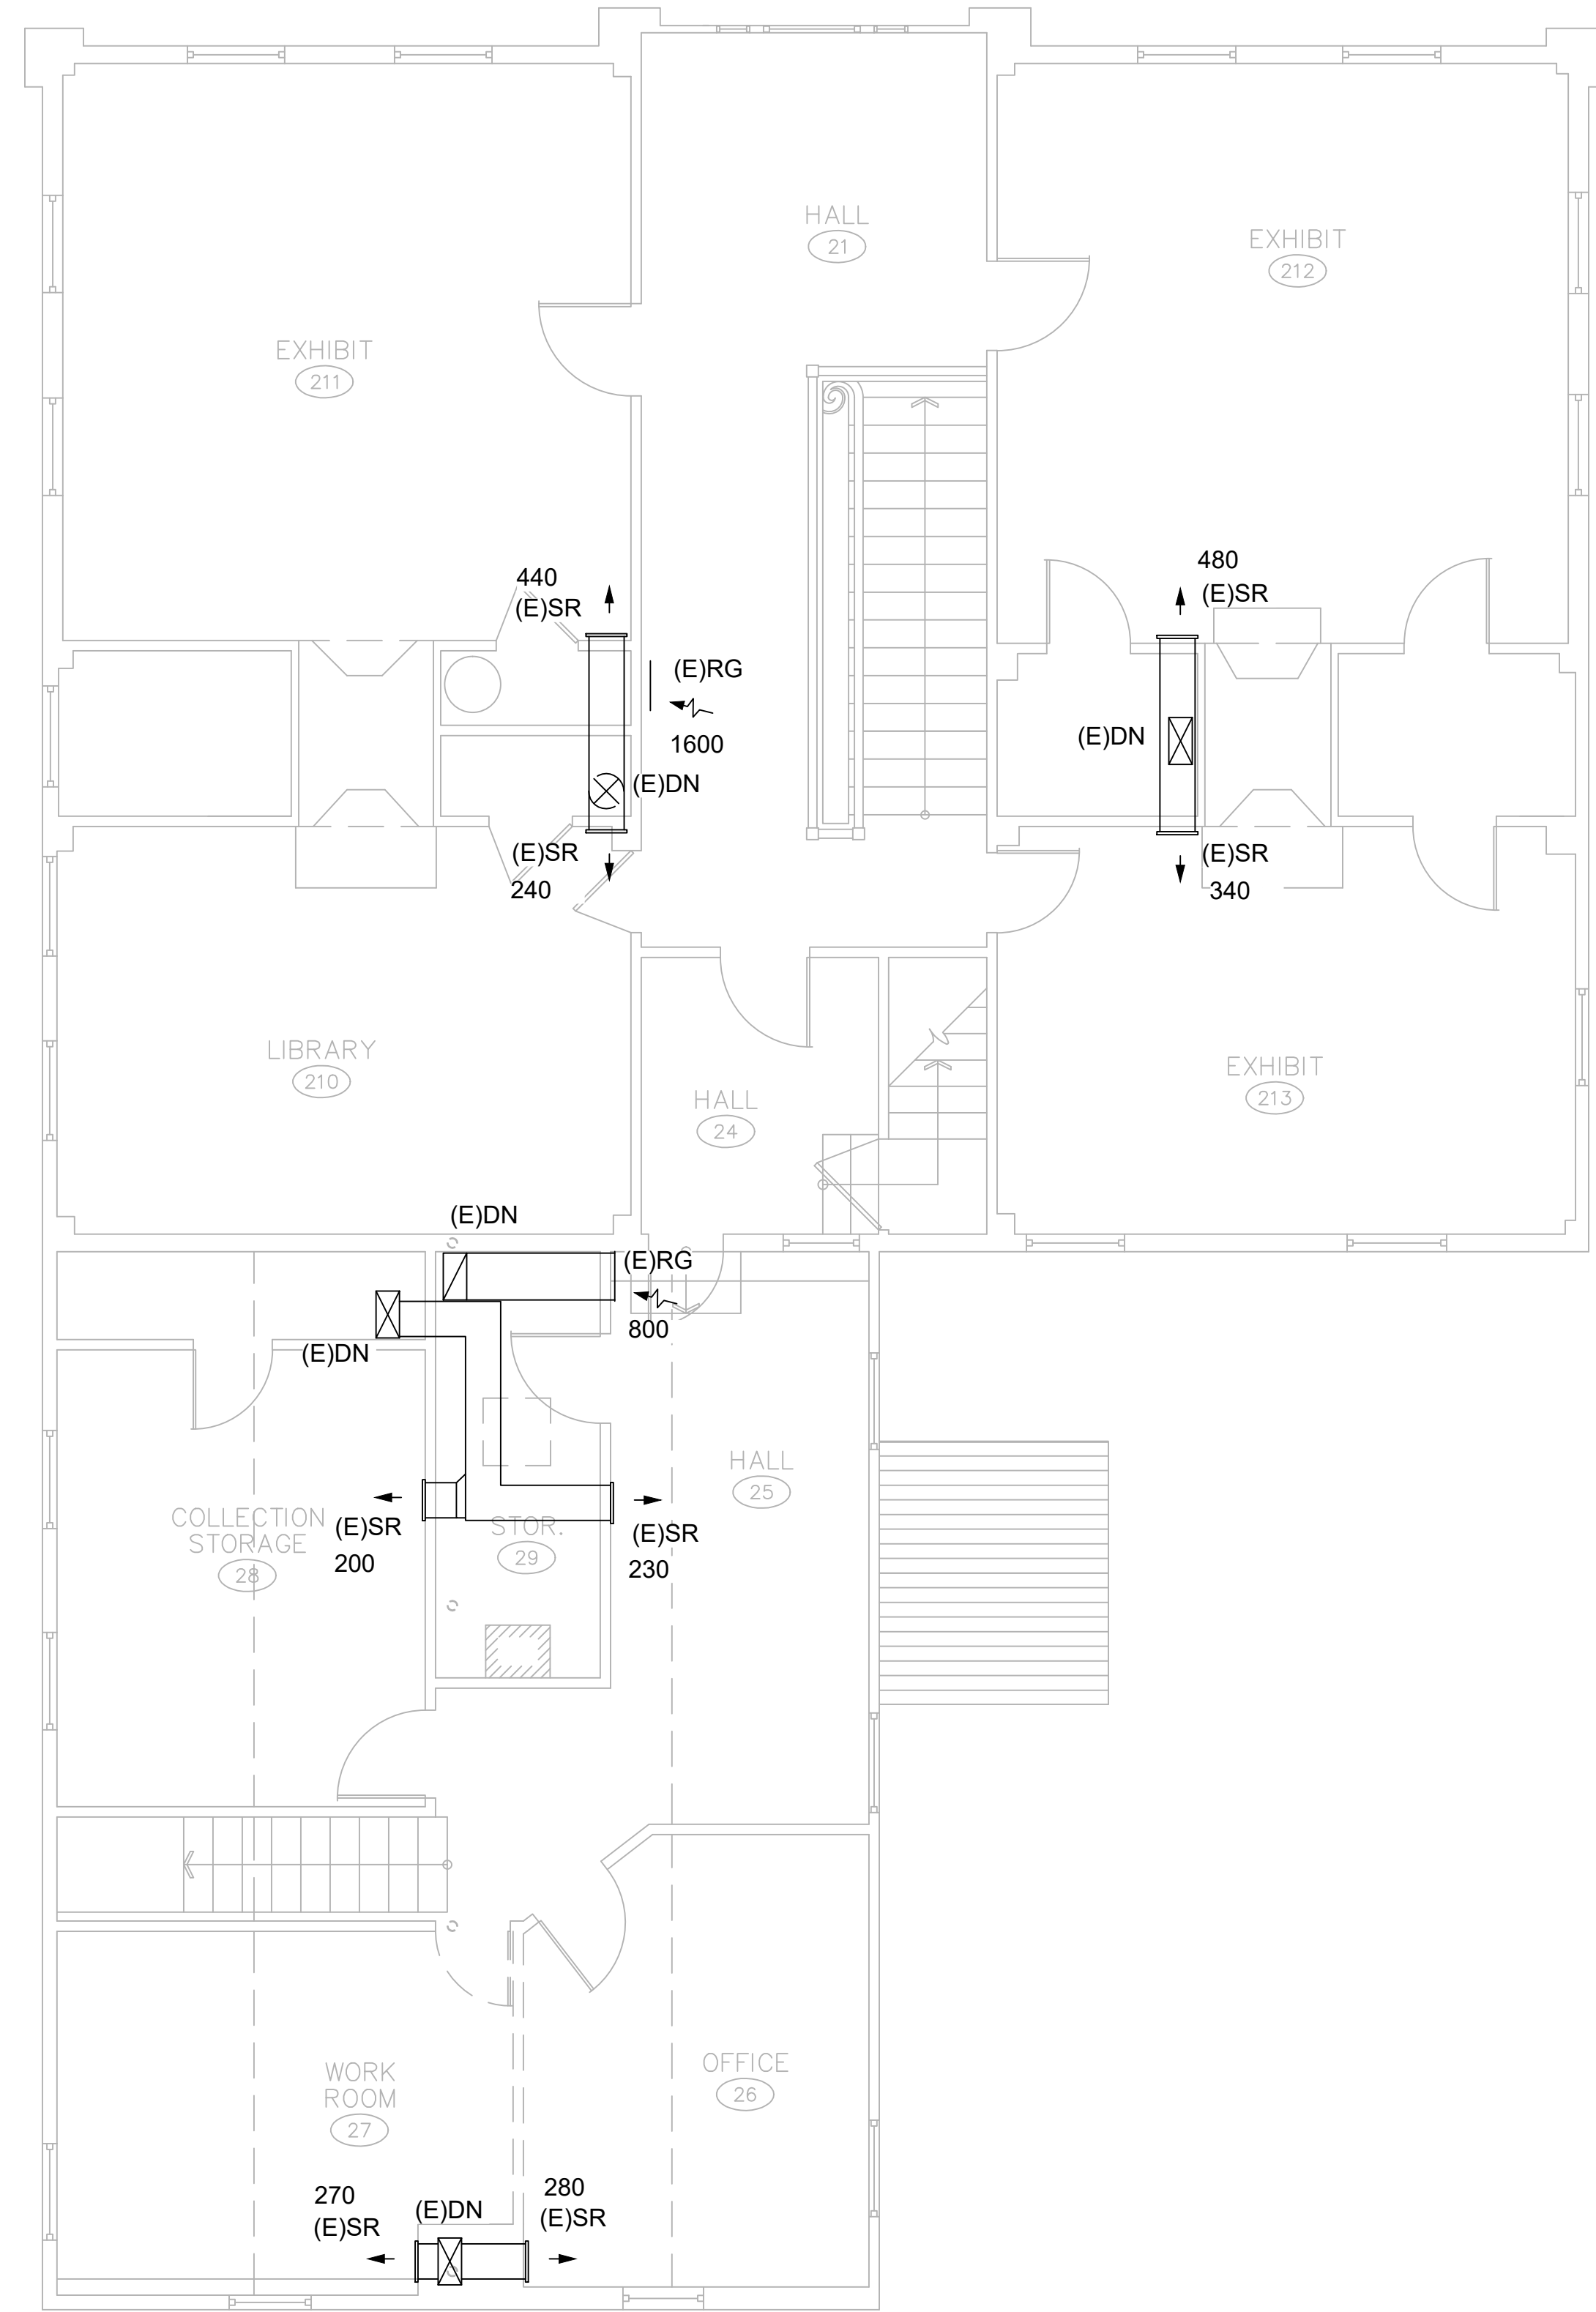 HALL
21
EXHIBIT
212
EXHIBIT
211
440
(E)SR
480
(E)SR
(E)RG
1600
(E)DN
(E)DN
(E)SR
240
(E)SR
340
LIBRARY
210
HALL
24
EXHIBIT
213
(E)DN
(E)RG
800
(E)DN
HALL
25
COLLECTION
STORAGE
28
(E)SR
200
STOR.
29
(E)SR
230
WORK
ROOM
27
OFFICE
26
270
(E)SR
(E)DN
280
(E)SR